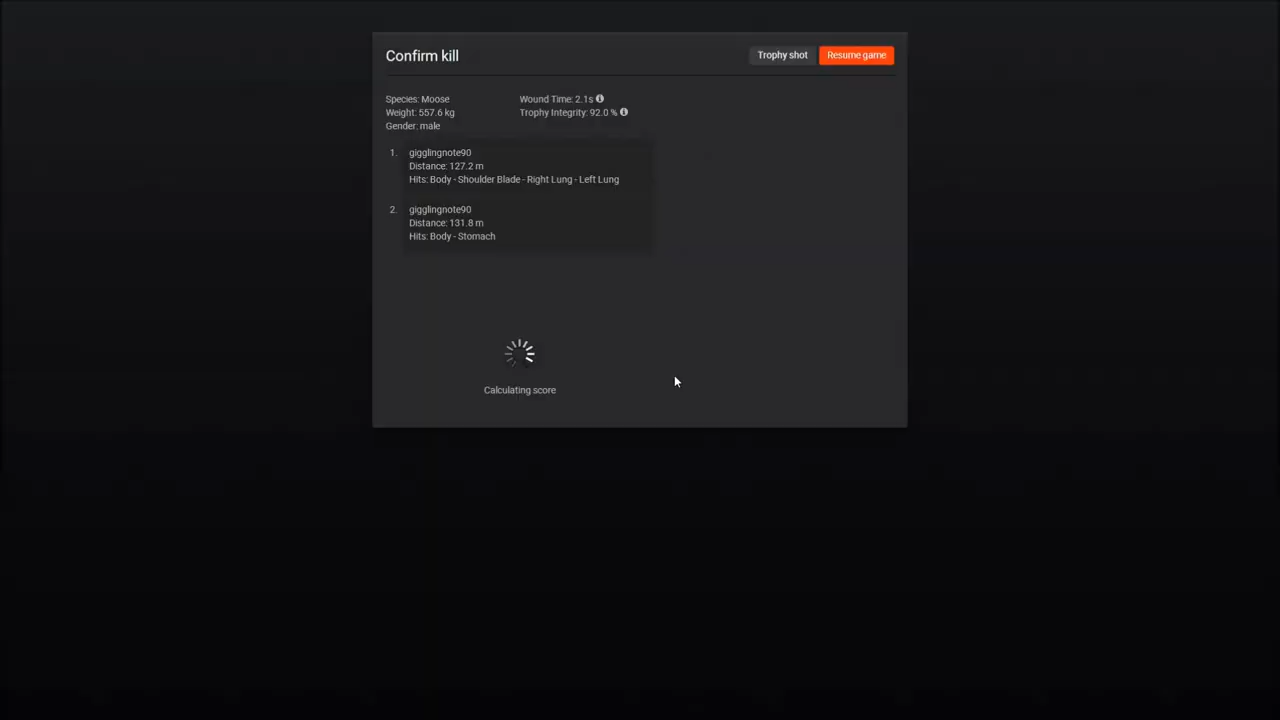 Confirm kill
Trophy shot
Resume game
Species: Moose
Weight: 557.6 kg
Gender: male
Wound Time: 2.1s
Trophy Integrity: 92.0 %
1. gigglingnote90
Distance: 127.2 m
Hits: Body - Shoulder Blade - Right Lung - Left Lung
2. gigglingnote90
Distance: 131.8 m
Hits: Body - Stomach
Calculating score